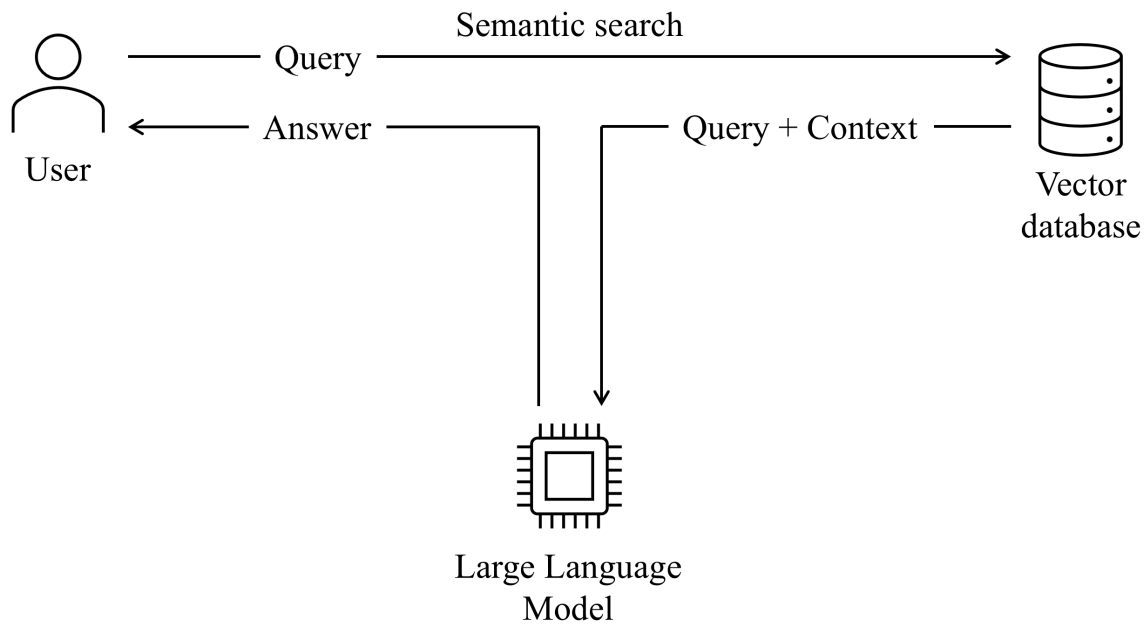 Semantic search
Query
Answer
Query + Context
User
Vector
database
Large Language
Model